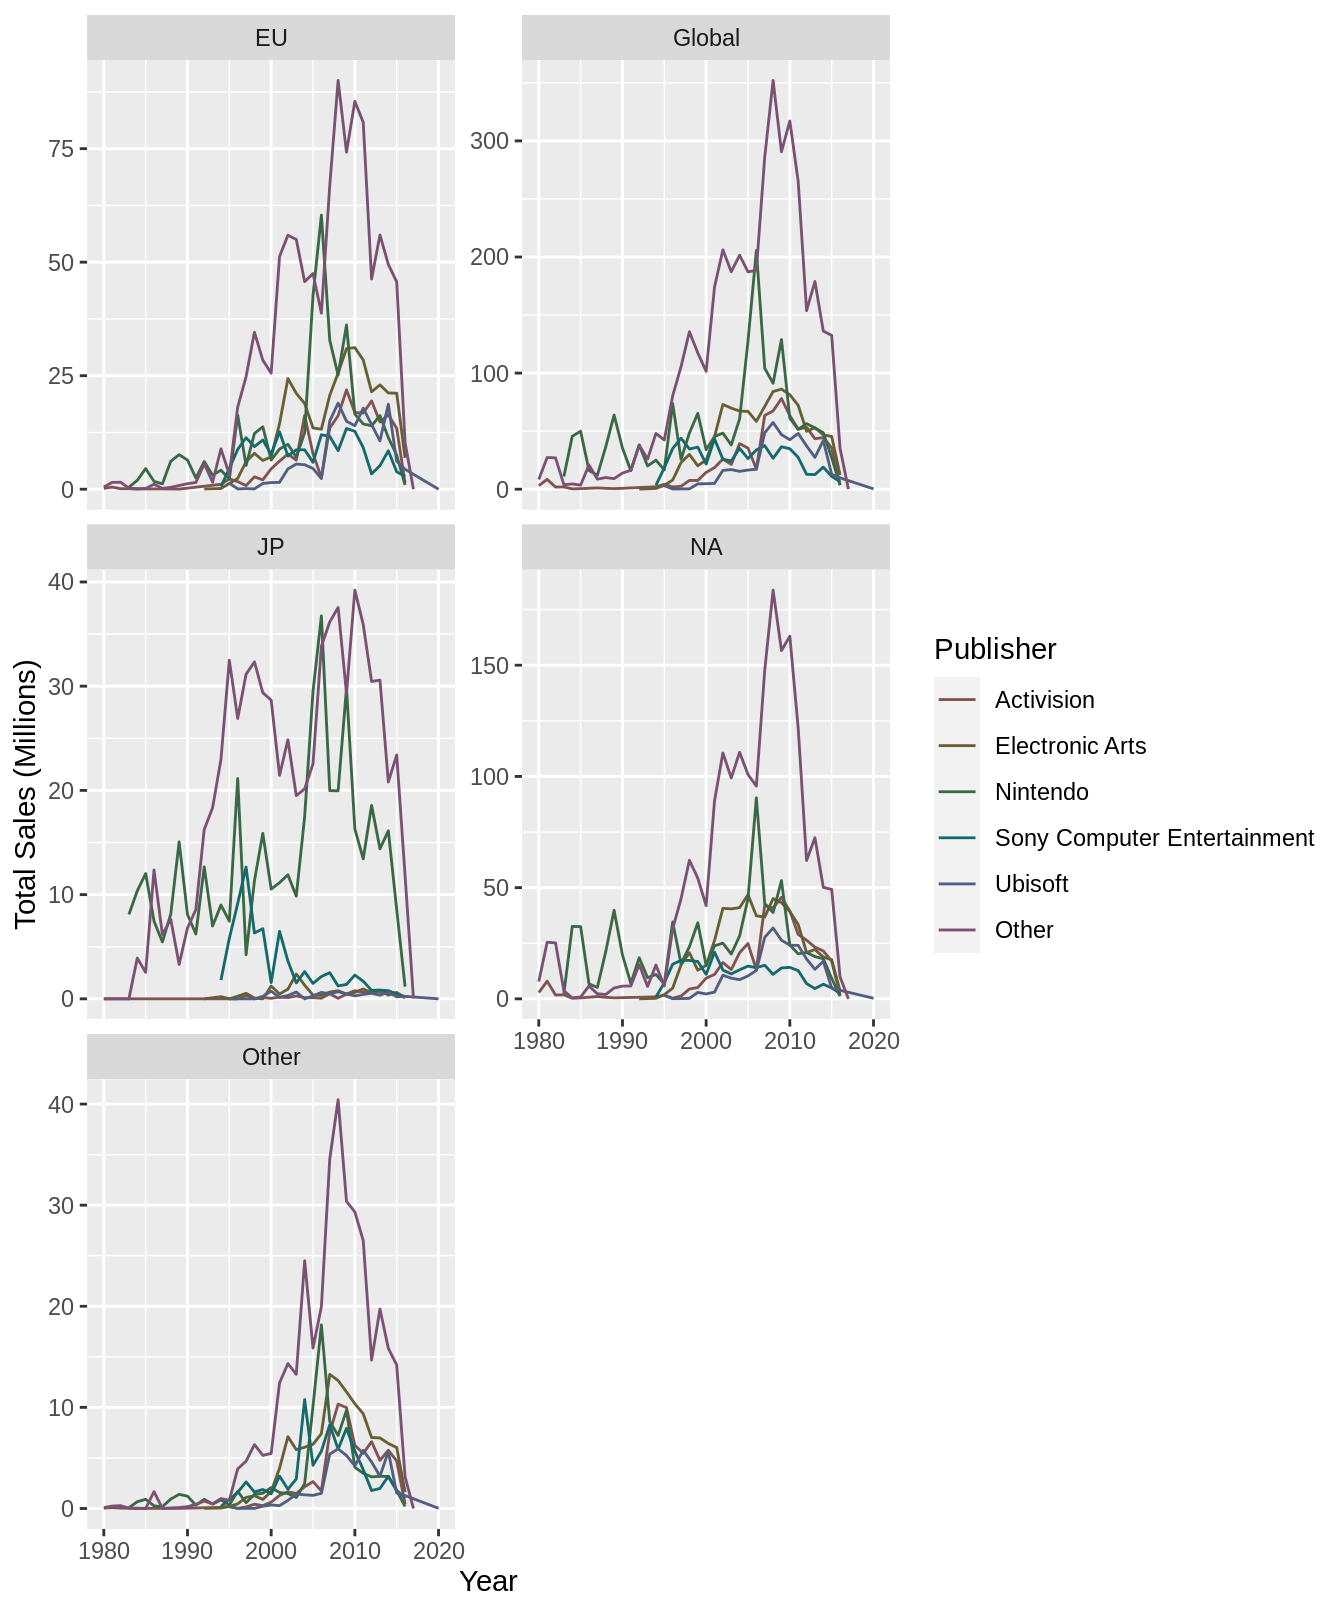 EU
Global
75
50
25
0
300
200
100
0
JP
NA
40
30
20
10
0
150
100
50
0
1980 1990 2000 2010 2020
Other
40
30
20
10
0
1980 1990 2000 2010 2020
Year
Total Sales (Millions)
Publisher
Activision
Electronic Arts
Nintendo
Sony Computer Entertainment
Ubisoft
Other